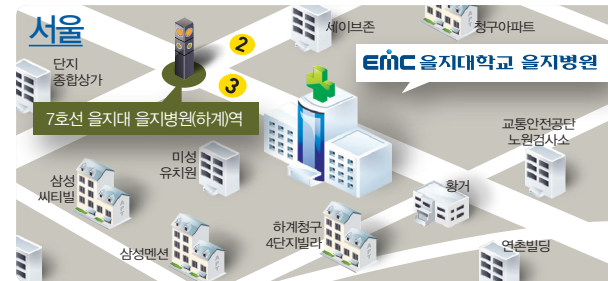 서울
세이브존
청구아파트
2
단지
종합상가
EMC 을지대학교 을지병원
3
7호선 을지대 을지병원(하계)역
교통안전공단
노원검사소
미성
유치원
삼성
씨티빌
황거
하계청구
4단지빌라
삼성멘션
연촌빌딩